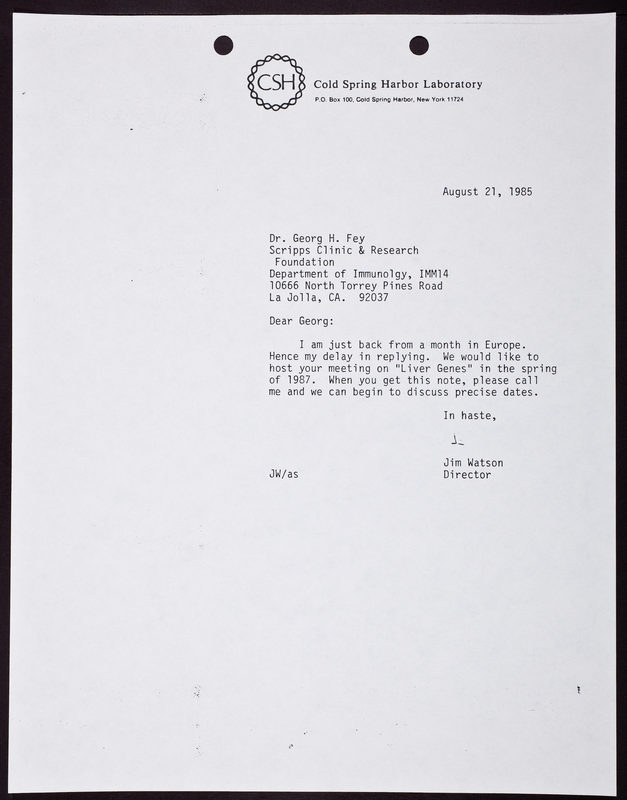 CSH
Cold Spring Harbor Laboratory
P.O. Box 100, Cold Spring Harbor, New York 11724
August 21, 1985
Dr. Georg H. Fey
Scripps Clinic & Research
Foundation
Department of Immunolgy, IMM14
10666 North Torrey Pines Road
La Jolla, CA. 92037
Dear Georg:
I am just back from a month in Europe.
Hence my delay in replying. We would like to
host your meeting on "Liver Genes" in the spring
of 1987. When you get this note, please call
me and we can begin to discuss precise dates.
In haste,
Jim Watson
JW/as Director